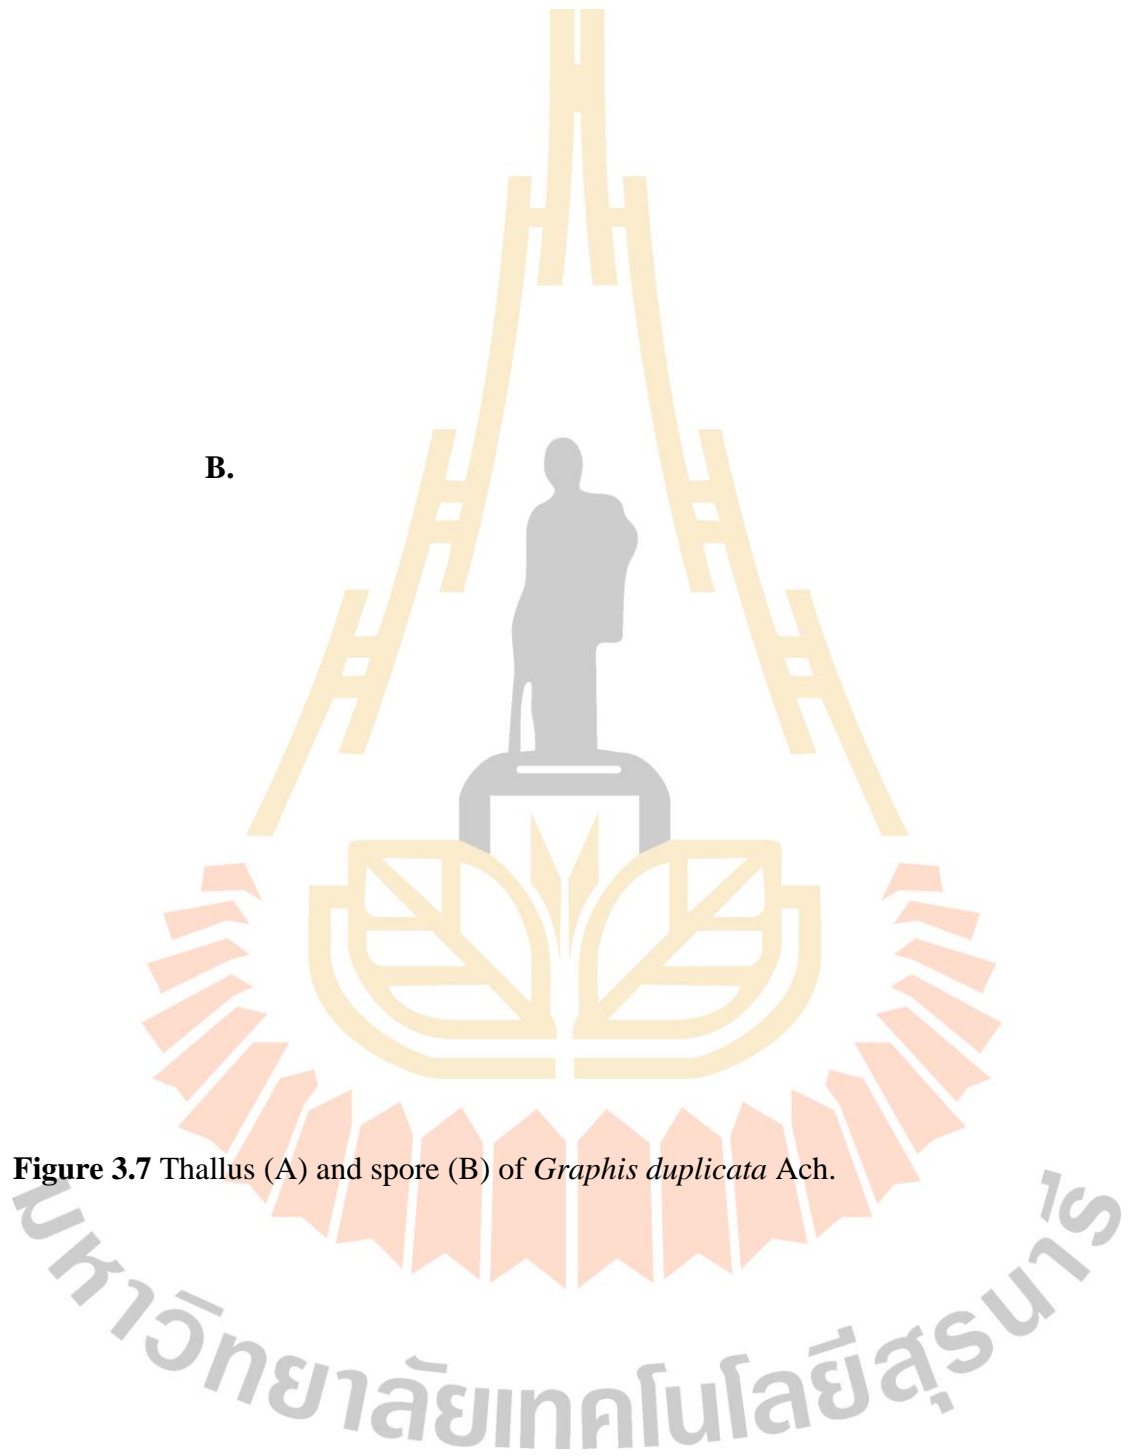 B.
Figure 3.7 Thallus (A) and spore (B) of Graphis duplicata Ach.
มหาวิทยาลัยเทคโนโลยีสุรนารี